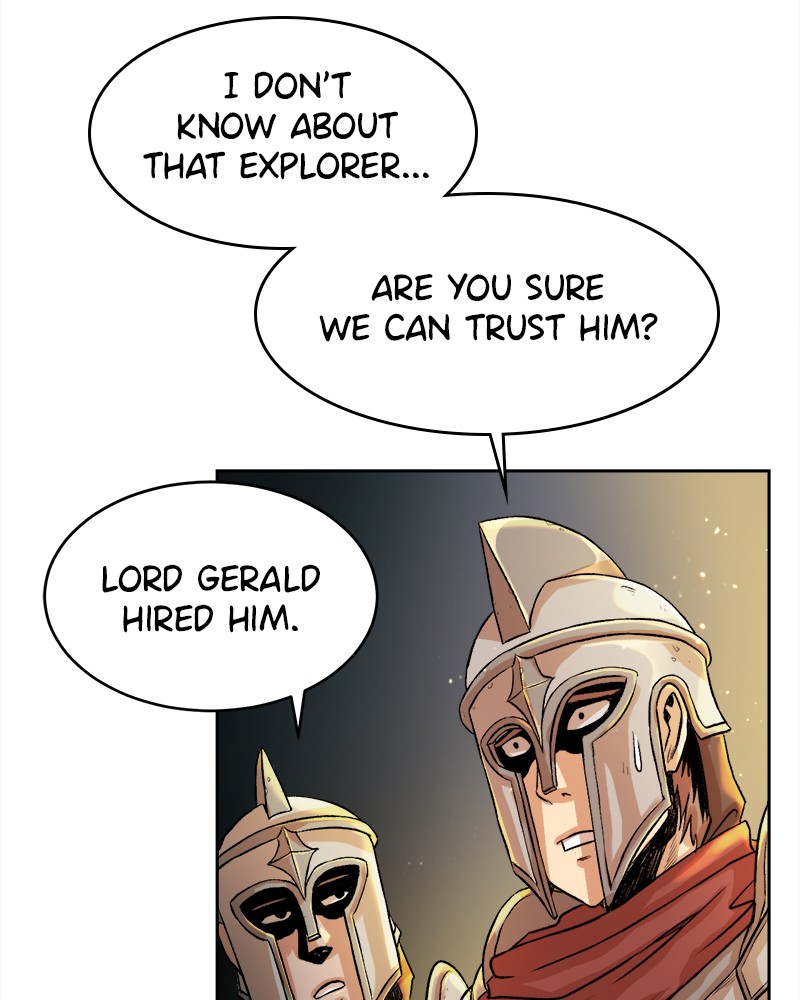 I DON'T
KNOW ABOUT
THAT EXPLORER...
ARE YOU SURE
WE CAN TRUST HIM?
LORD GERALD
HIRED HIM.